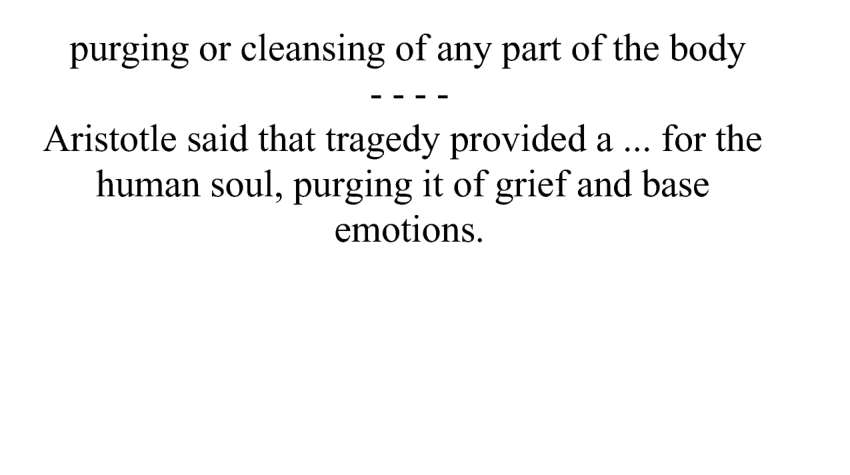 purging or cleansing of any part of the body
- - - -
Aristotle said that tragedy provided a ... for the
human soul, purging it of grief and base
emotions.